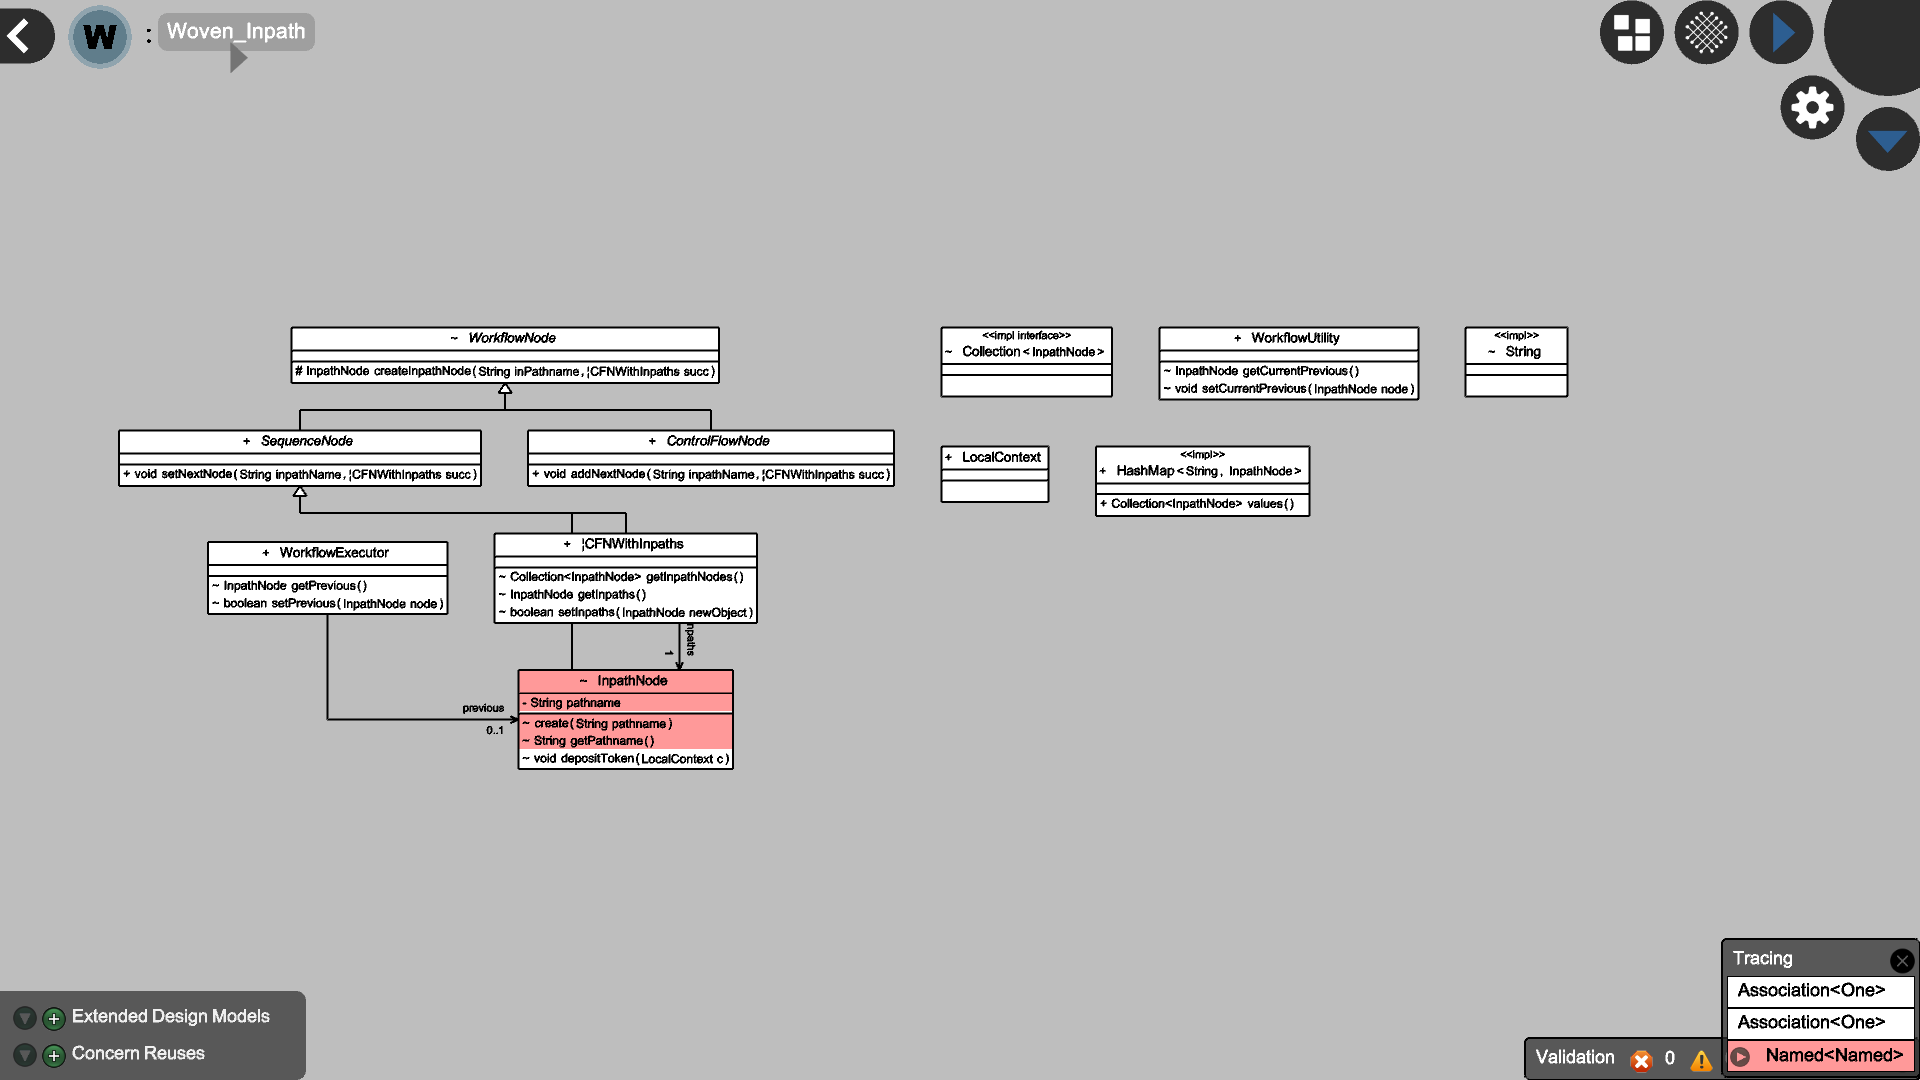 W : Woven_Inpath
~ WorkflowNode
# InpathNode createInpathNode(String inPathname, ¦CFNWithInpaths succ)
<<impl interface>>
~ Collection<InpathNode>
+ WorkflowUtility
~ InpathNode getCurrentPrevious()
~ void setCurrentPrevious(InpathNode node)
<<impl>>
~ String
+ SequenceNode
+ void setNextNode(String inpathName, ¦CFNWithInpaths succ)
+ ControlFlowNode
+ void addNextNode(String inpathName, ¦CFNWithInpaths succ)
+ LocalContext
<<impl>>
+ HashMap<String, InpathNode>
+ Collection<InpathNode> values()
+ WorkflowExecutor
~ InpathNode getPrevious()
~ boolean setPrevious(InpathNode node)
+ ¦CFNWithInpaths
~ Collection<InpathNode> getInpathNodes()
~ InpathNode getInpaths()
~ boolean setInpaths(InpathNode newObject)
inpaths
1
previous
0..1
~ InpathNode
- String pathname
~ create(String pathname)
~ String getPathname()
~ void depositToken(LocalContext c)
Extended Design Models
Concern Reuses
Validation 0
Tracing
Association<One>
Association<One>
Named<Named>